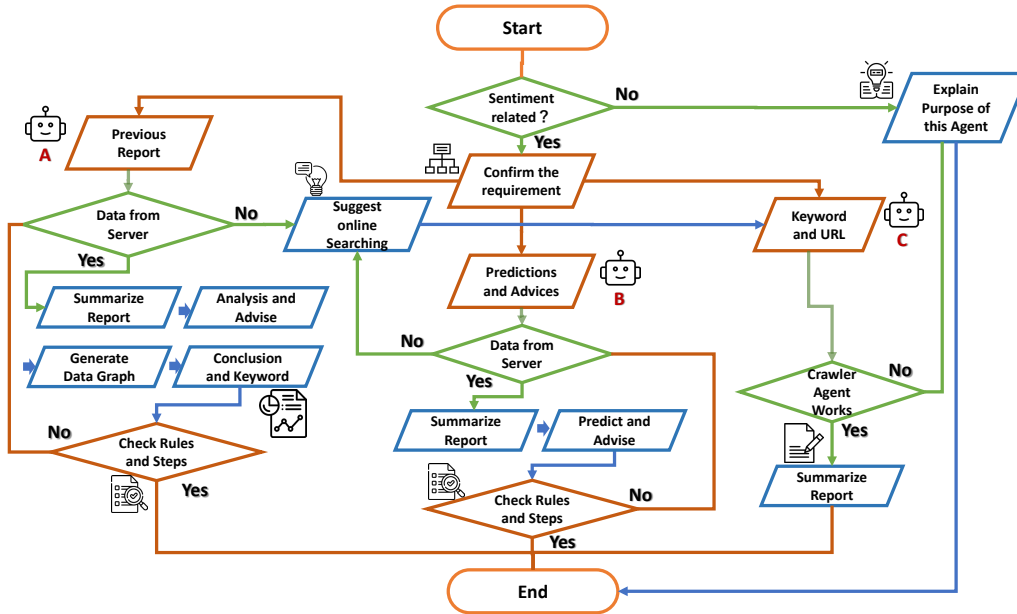 Start
Sentiment
related？
No
Yes
Explain
Purpose of
this Agent
A
Previous
Report
Confirm the
requirement
Data from
Server
No
Yes
Suggest
online
Searching
Keyword
and URL
C
Predictions
and Advices
B
Summarize
Report
Analysis and
Advise
Generate
Data Graph
Conclusion
and Keyword
No
Check Rules
and Steps
Yes
Data from
Server
No
Yes
Summarize
Report
Predict and
Advise
Check Rules
and Steps
No
Yes
Crawler
Agent
Works
No
Yes
Summarize
Report
End